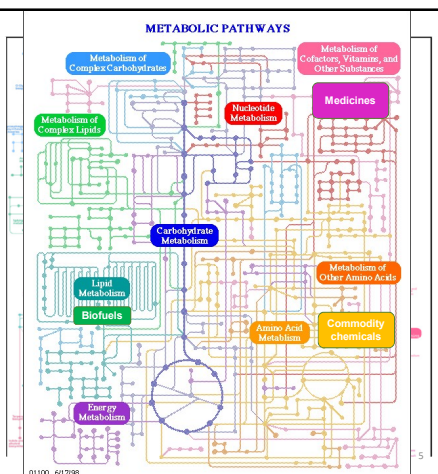 METABOLIC PATHWAYS
Metabolism of
Complex Carbohydrates
Metabolism of
Cofactors, Vitamins, and
Other Substances
Medicines
Nucleotide
Metabolism
Metabolism of
Complex Lipids
Carbohydrate
Metabolism
Metabolism of
Other Amino Acids
Lipid
Metabolism
Biofuels
Amino Acid
Metabolism
Commodity
chemicals
Energy
Metabolism
5
01100 6/17/98